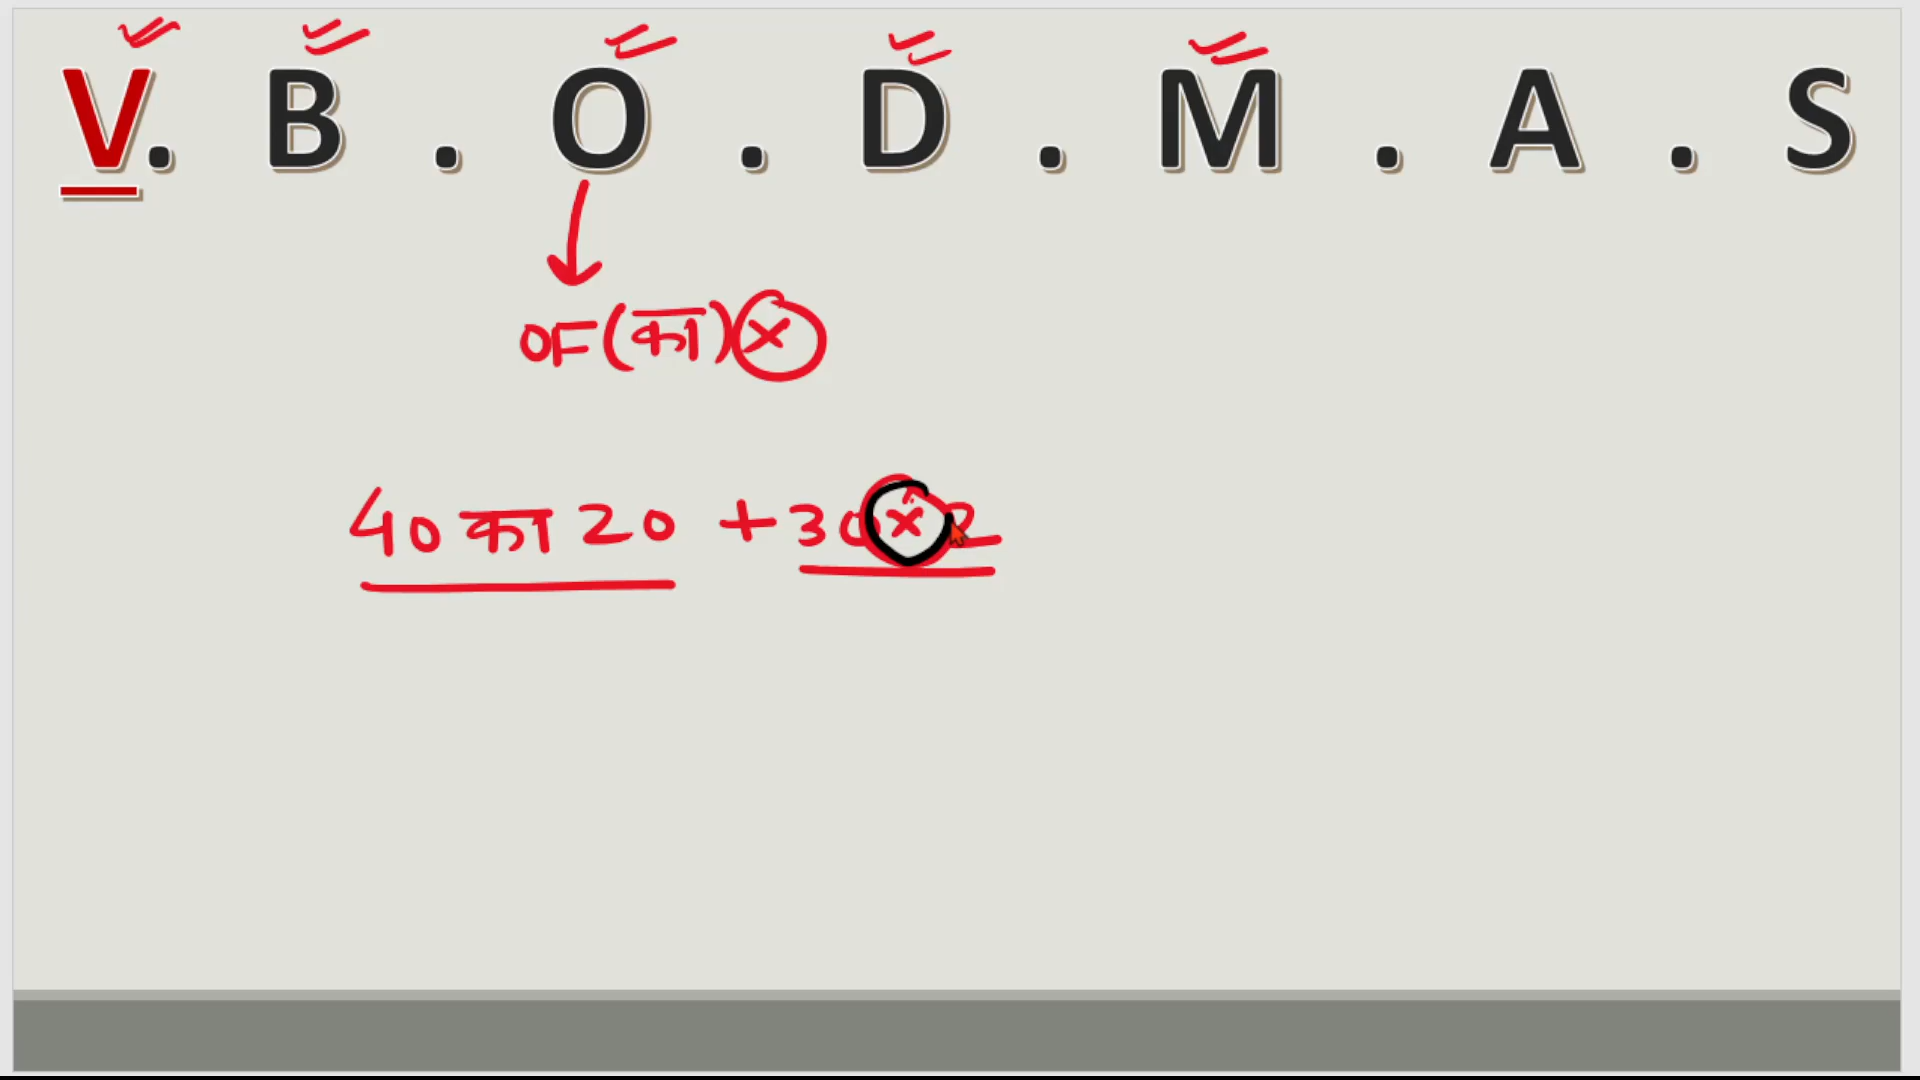 V. B . O . D . M . A . S
OF (का) ×
40 का 20 + 30 × 2